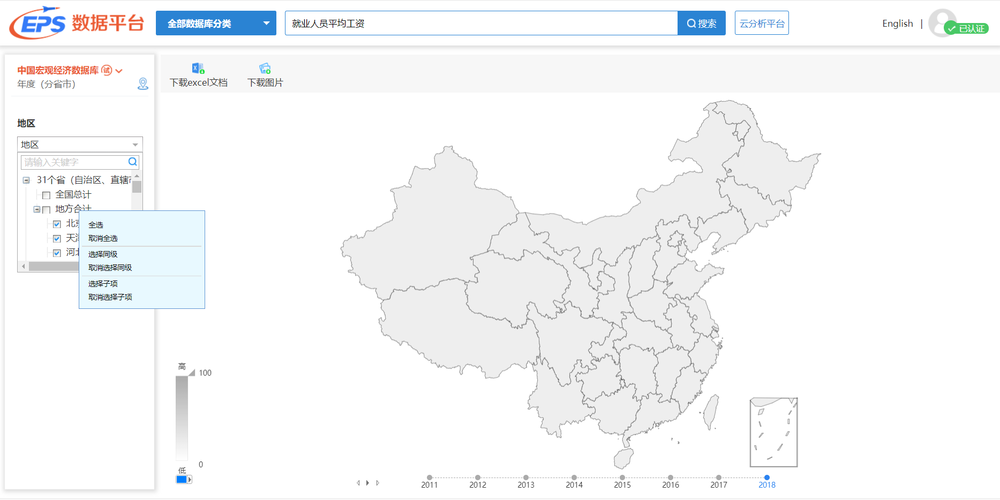 EPS 数据平台
全部数据库分类
就业人员平均工资
搜索
云分析平台
English |
已认证
中国宏观经济数据库 试
年度（分省市）
下载excel文档
下载图片
地区
地区
请输入关键字
31个省（自治区、直辖
全国总计
地方合计
北
天
河
全选
取消全选
选择同级
取消选择同级
选择子项
取消选择子项
高
100
0
低
2011
2012
2013
2014
2015
2016
2017
2018